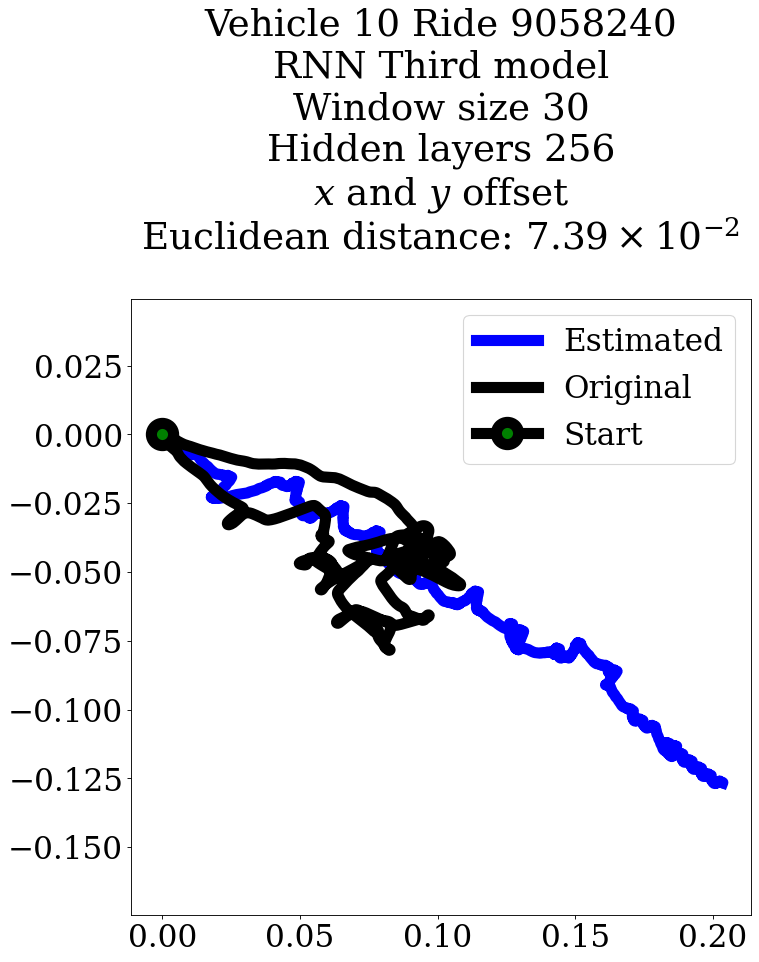 Vehicle 10 Ride 9058240
RNN Third model
Window size 30
Hidden layers 256
x and y offset
Euclidean distance: 7.39 × 10⁻²
Estimated
Original
Start
0.025
0.000
−0.025
−0.050
−0.075
−0.100
−0.125
−0.150
0.00 0.05 0.10 0.15 0.20